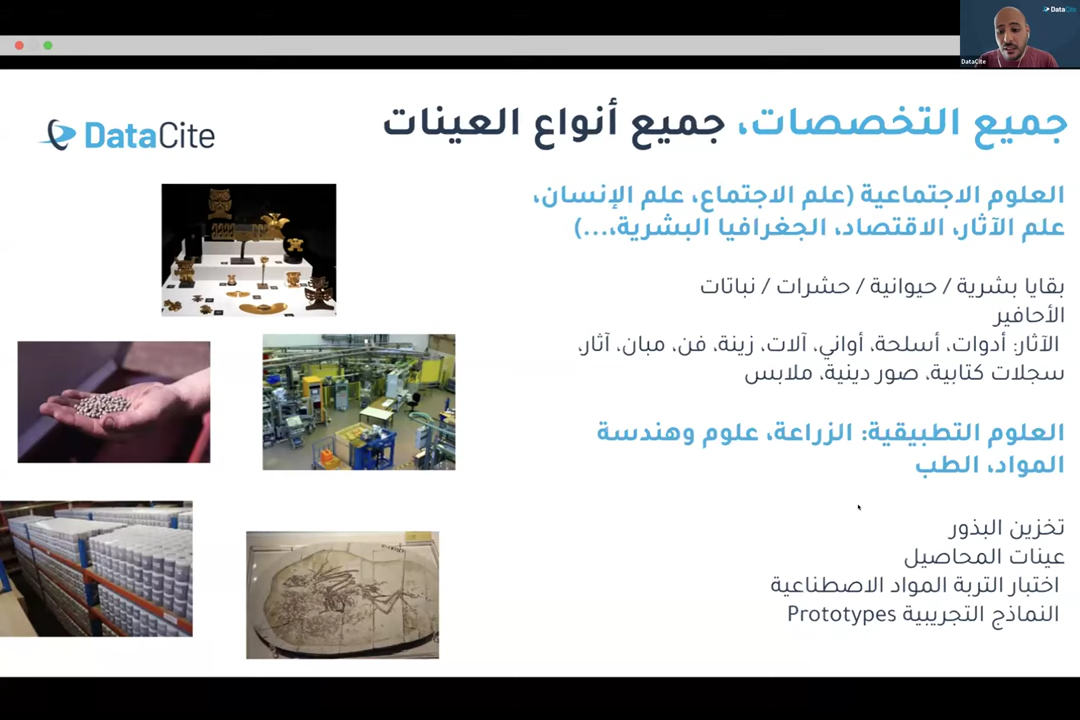 DataCite
DataCite
DataCite
جميع التخصصات، جميع أنواع العينات
العلوم الاجتماعية (علم الاجتماع، علم الإنسان،
علم الآثار، الاقتصاد، الجغرافيا البشرية،...)
بقايا بشرية / حيوانية / حشرات / نباتات
الأحافير
الآثار: أدوات، أسلحة، أواني، آلات، زينة، فن، مبان، آثار،
سجلات كتابية، صور دينية، ملابس
العلوم التطبيقية: الزراعة، علوم وهندسة
المواد، الطب
تخزين البذور
عينات المحاصيل
اختبار التربة المواد الاصطناعية
النماذج التجريبية Prototypes